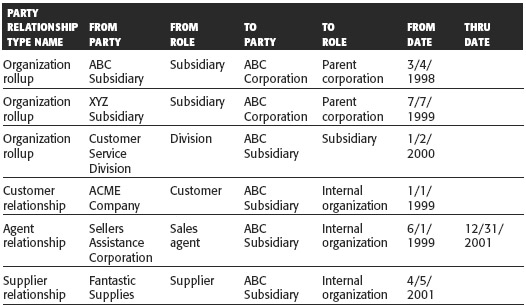 PARTY
RELATIONSHIP FROM FROM TO TO FROM THRU
TYPE NAME PARTY ROLE PARTY ROLE DATE DATE
Organization ABC Subsidiary ABC Parent 3/4/
rollup Subsidiary Corporation corporation 1998
Organization XYZ Subsidiary ABC Parent 7/7/
rollup Subsidiary Corporation corporation 1999
Organization Customer Division ABC Subsidiary 1/2/
rollup Service Subsidiary 2000
Division
Customer ACME Customer ABC Internal 1/1/
relationship Company Subsidiary organization 1999
Agent Sellers Sales ABC Internal 6/1/ 12/31/
relationship Assistance agent Subsidiary organization 1999 2001
Corporation
Supplier Fantastic Supplier ABC Internal 4/5/
relationship Supplies Subsidiary organization 2001